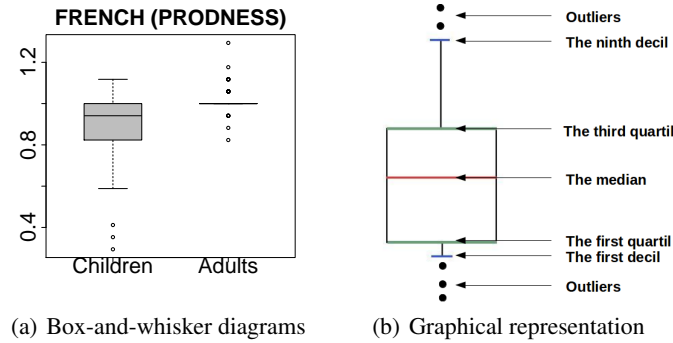 FRENCH (PRODNESS)
1.2
0.8
0.4
Children Adults
Outliers
The ninth decil
The third quartil
The median
The first quartil
The first decil
Outliers
(a) Box-and-whisker diagrams
(b) Graphical representation